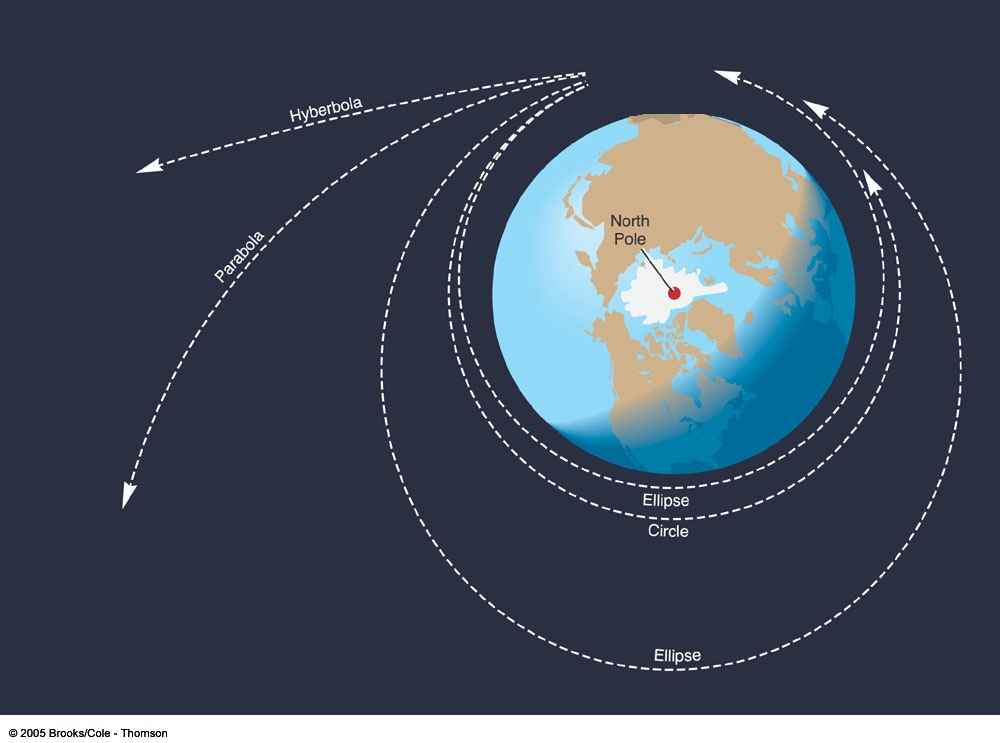 Hyberbola
Parabola
North
Pole
Ellipse
Circle
Ellipse
© 2005 Brooks/Cole - Thomson